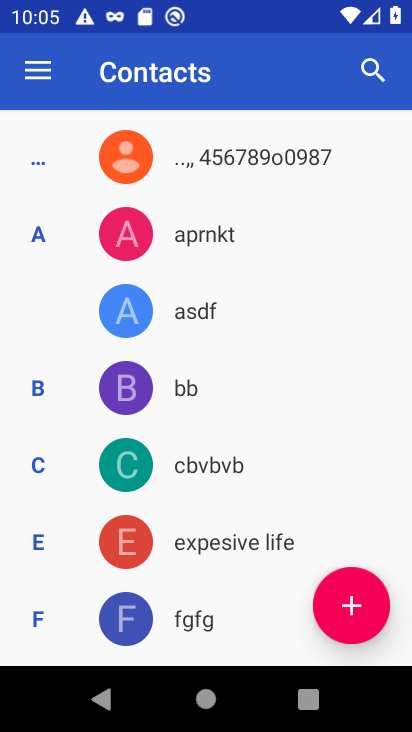 10:05
Contacts
...
..,, 456789o0987
A
A
aprnkt
A
asdf
B
B
bb
C
C
cbvbvb
E
E
expesive life
F
F
fgfg
+